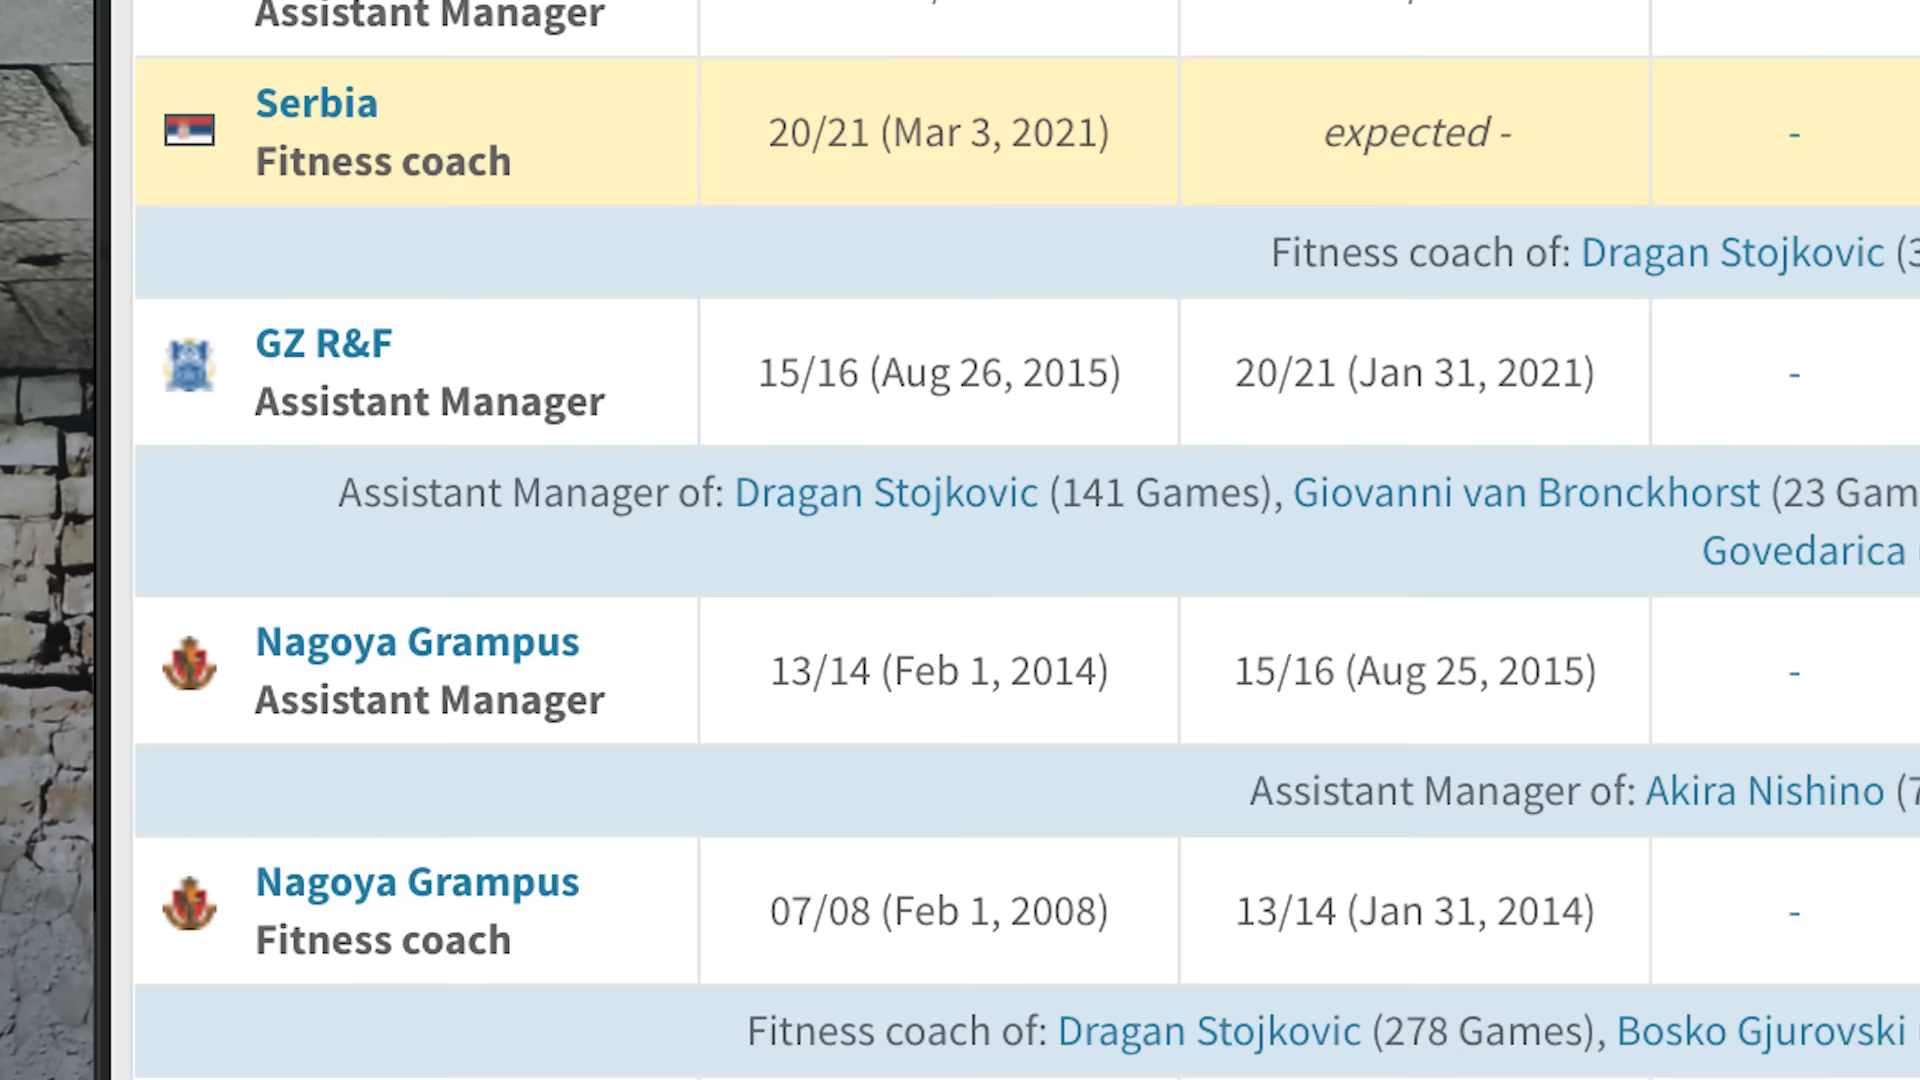 Assistant Manager
Serbia
Fitness coach
20/21 (Mar 3, 2021)
expected -
-
Fitness coach of: Dragan Stojkovic (3
GZ R&F
Assistant Manager
15/16 (Aug 26, 2015)
20/21 (Jan 31, 2021)
-
Assistant Manager of: Dragan Stojkovic (141 Games), Giovanni van Bronckhorst (23 Gam
Govedarica
Nagoya Grampus
Assistant Manager
13/14 (Feb 1, 2014)
15/16 (Aug 25, 2015)
-
Assistant Manager of: Akira Nishino (7
Nagoya Grampus
Fitness coach
07/08 (Feb 1, 2008)
13/14 (Jan 31, 2014)
-
Fitness coach of: Dragan Stojkovic (278 Games), Bosko Gjurovski